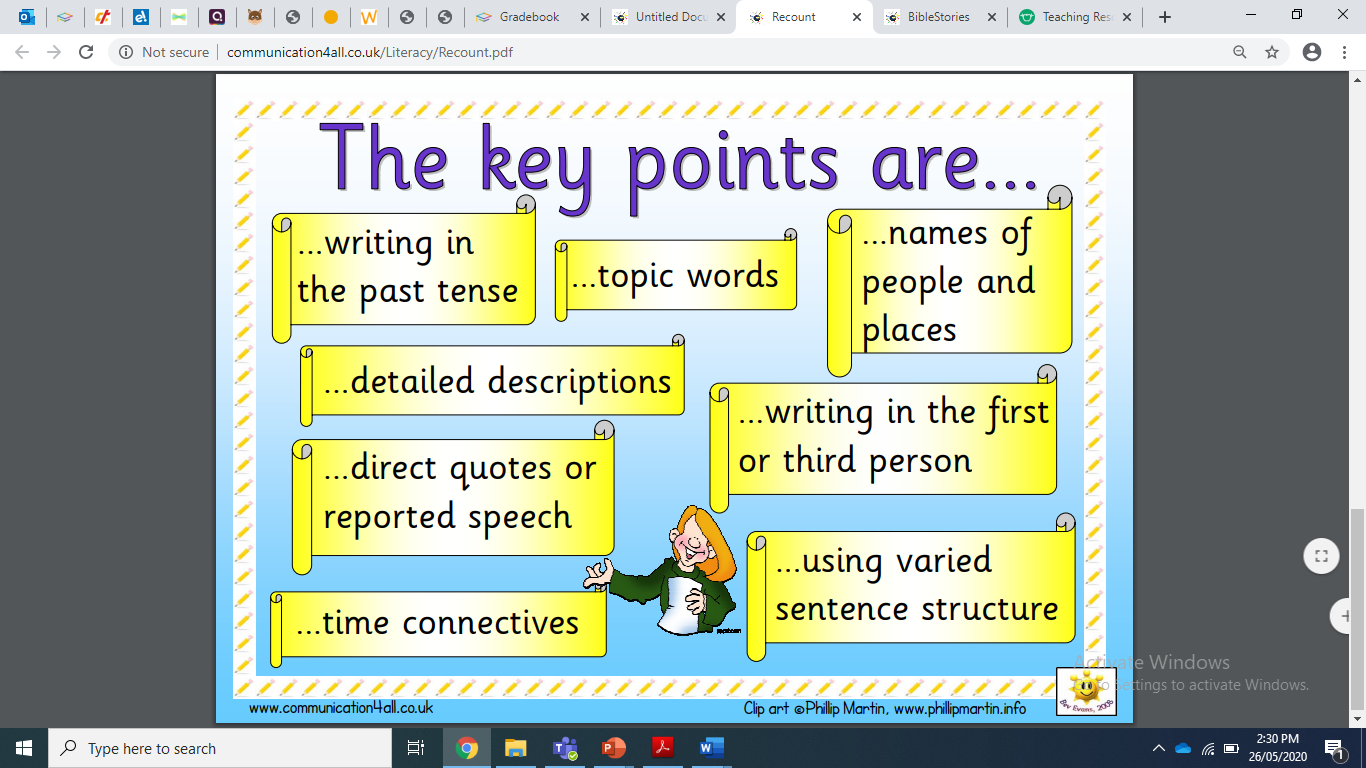 Gradebook
Untitled Docu
Recount
BibleStories
Teaching Res
Not secure
communication4all.co.uk/Literacy/Recount.pdf
The key points are...
...writing in
the past tense
...topic words
...names of
people and
places
...detailed descriptions
...writing in the first
or third person
...direct quotes or
reported speech
...using varied
sentence structure
...time connectives
Activate Windows
Go to Settings to activate Windows.
Bev Evans, 2008
www.communication4all.co.uk
Clip art ©Phillip Martin, www.phillipmartin.info
Type here to search
2:30 PM
26/05/2020
1